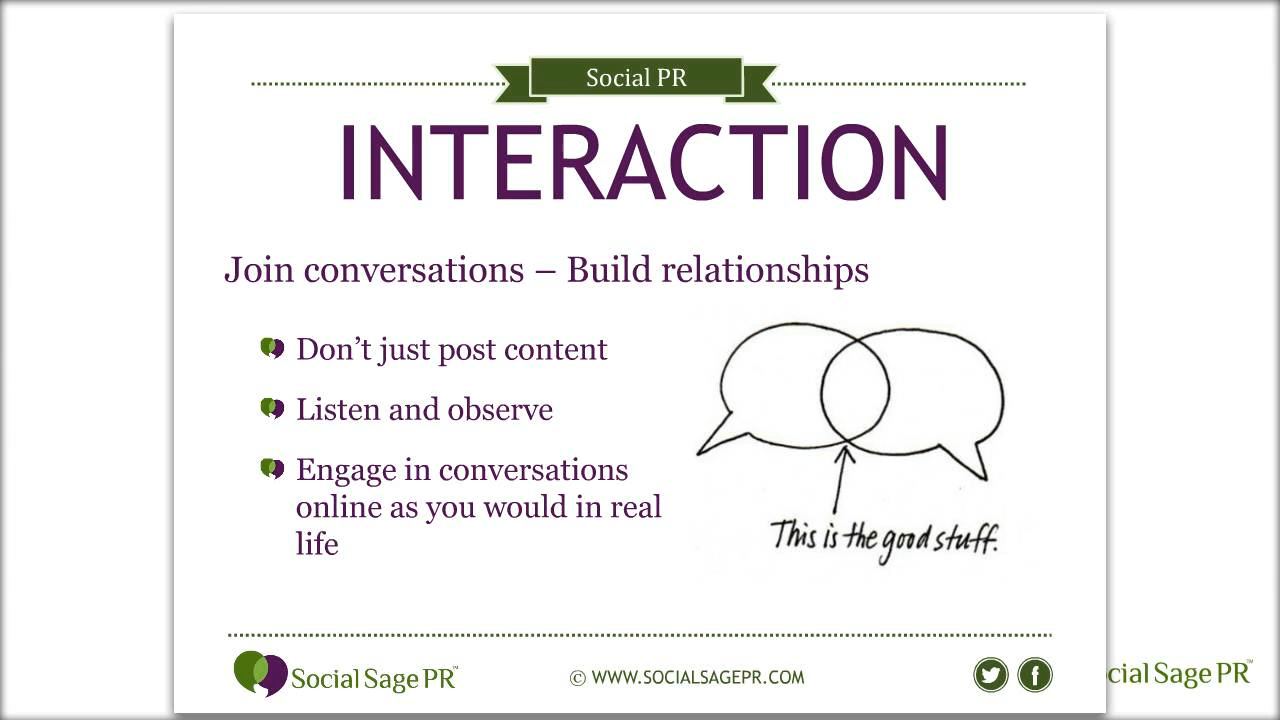 Social PR
INTERACTION
Join conversations – Build relationships
Don’t just post content
Listen and observe
Engage in conversations
online as you would in real
life
This is the good stuff.
Social Sage PR™
© WWW.SOCIALSAGEPR.COM
cial Sage PR™